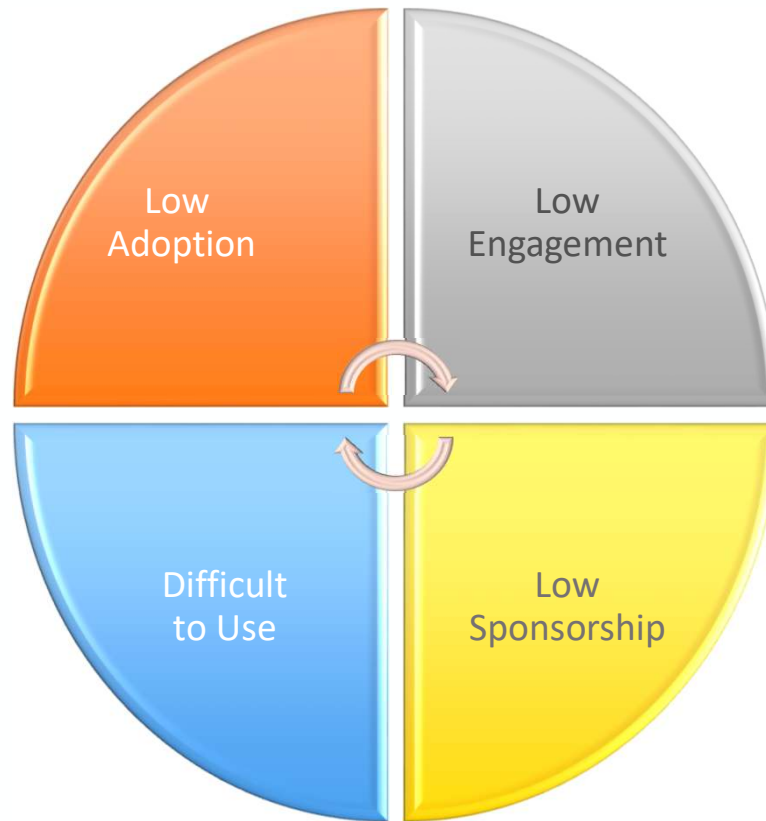 Low
Adoption
Low
Engagement
Difficult
to Use
Low
Sponsorship